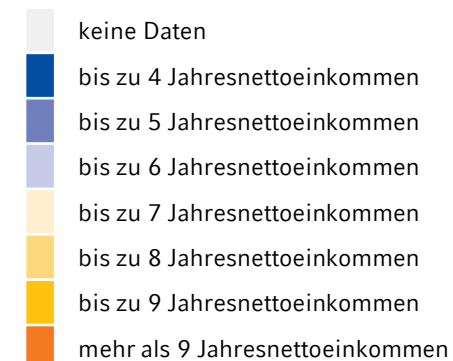 keine Daten
bis zu 4 Jahresnettoeinkommen
bis zu 5 Jahresnettoeinkommen
bis zu 6 Jahresnettoeinkommen
bis zu 7 Jahresnettoeinkommen
bis zu 8 Jahresnettoeinkommen
bis zu 9 Jahresnettoeinkommen
mehr als 9 Jahresnettoeinkommen